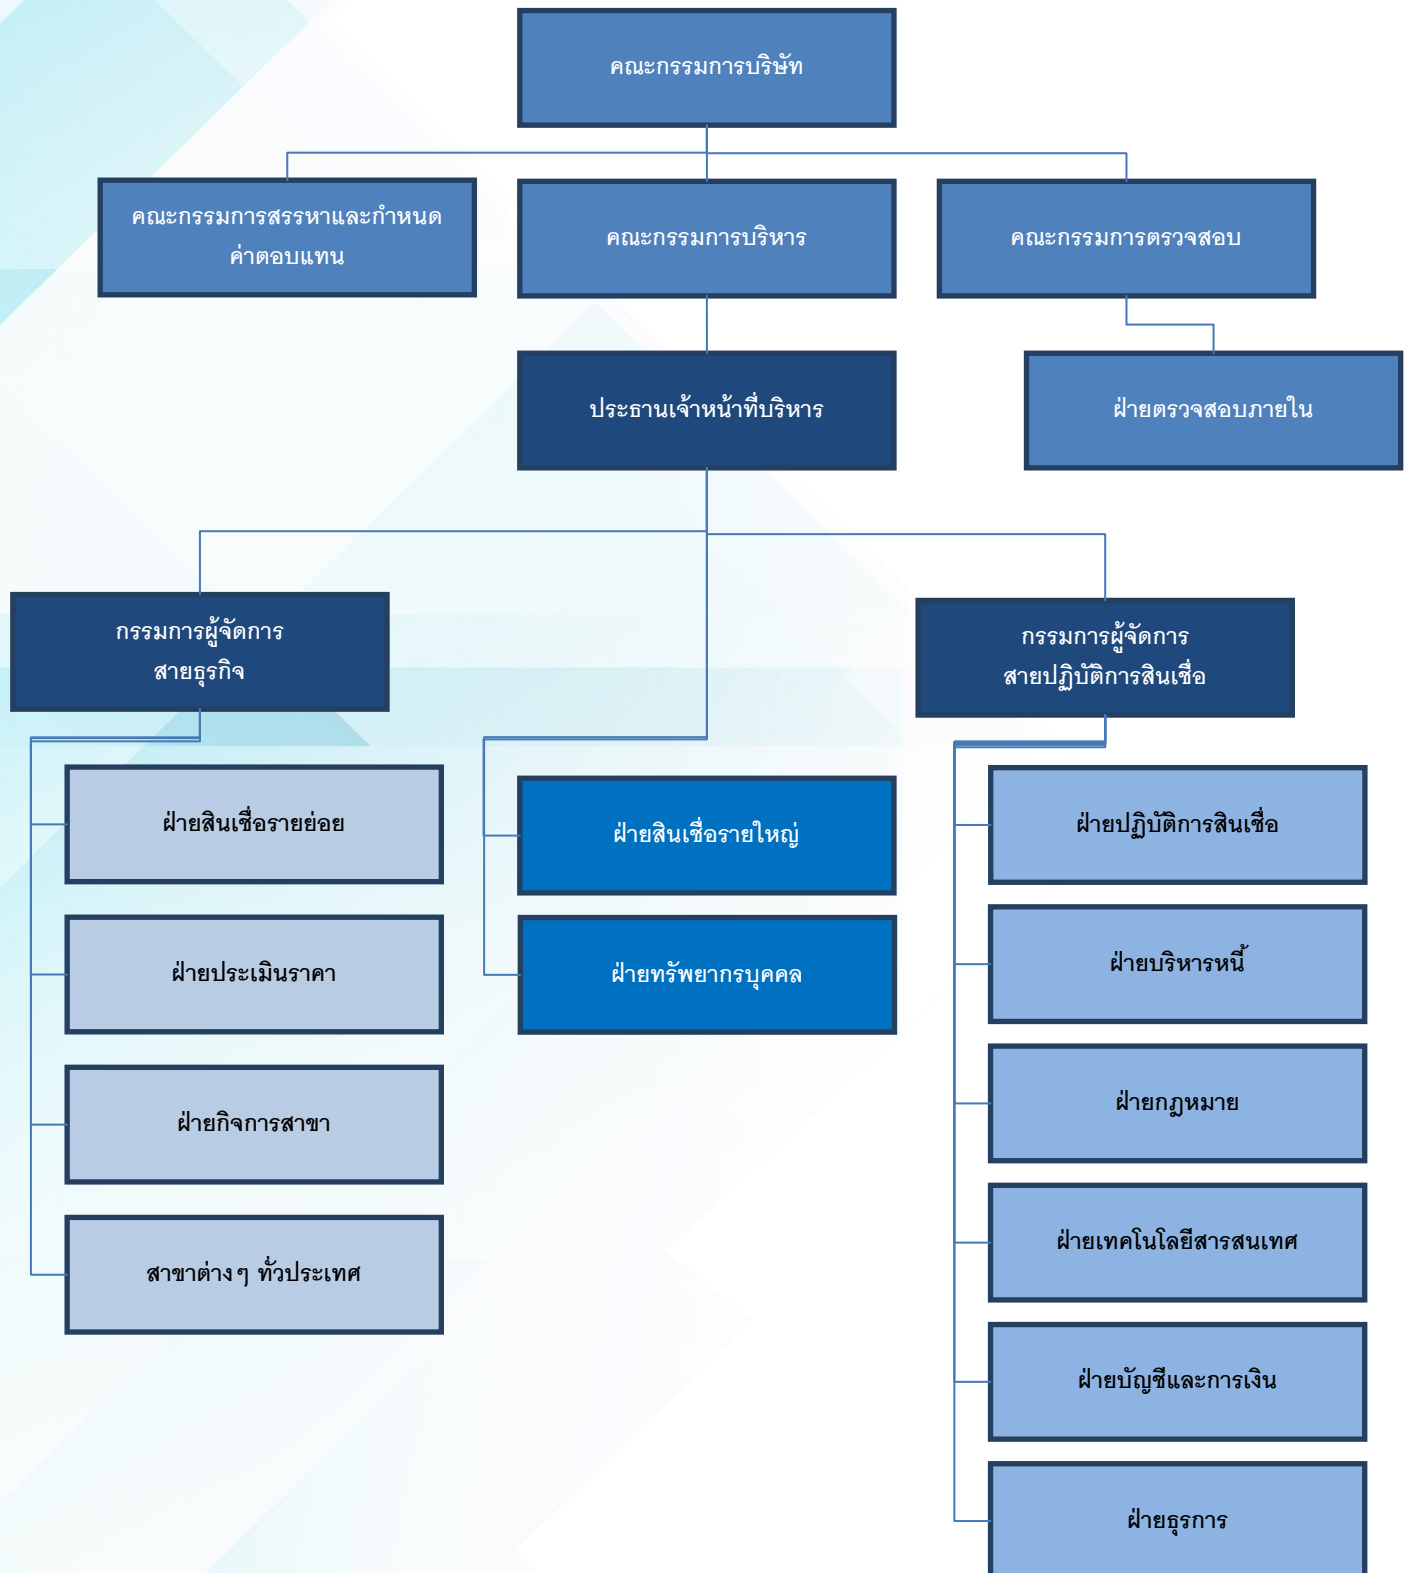 คณะกรรมการบริษัท
คณะกรรมการสรรหาและกำหนด
ค่าตอบแทน
คณะกรรมการบริหาร
คณะกรรมการตรวจสอบ
ประธานเจ้าหน้าที่บริหาร
ฝ่ายตรวจสอบภายใน
กรรมการผู้จัดการ
สายธุรกิจ
กรรมการผู้จัดการ
สายปฏิบัติการสินเชื่อ
ฝ่ายสินเชื่อรายย่อย
ฝ่ายประเมินราคา
ฝ่ายกิจการสาขา
สาขาต่างๆ ทั่วประเทศ
ฝ่ายสินเชื่อรายใหญ่
ฝ่ายทรัพยากรบุคคล
ฝ่ายปฏิบัติการสินเชื่อ
ฝ่ายบริหารหนี้
ฝ่ายกฎหมาย
ฝ่ายเทคโนโลยีสารสนเทศ
ฝ่ายบัญชีและการเงิน
ฝ่ายธุรการ